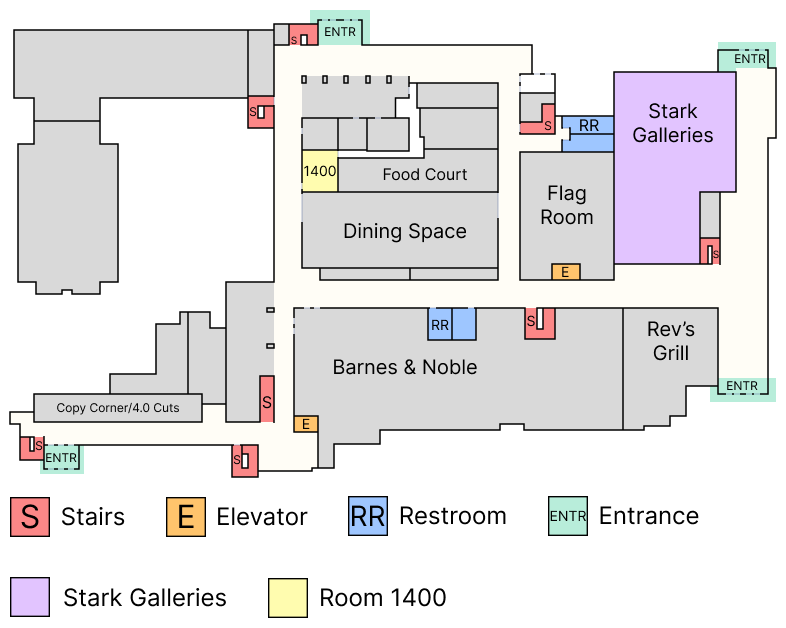 S
ENTR
ENTR
S
S
RR
Stark
Galleries
1400
Food Court
Flag
Room
Dining Space
S
E
RR
S
Rev's
Grill
Barnes & Noble
Copy Corner/4.0 Cuts
S
E
ENTR
S
ENTR
S
S Stairs
E Elevator
RR Restroom
ENTR Entrance
Stark Galleries
Room 1400